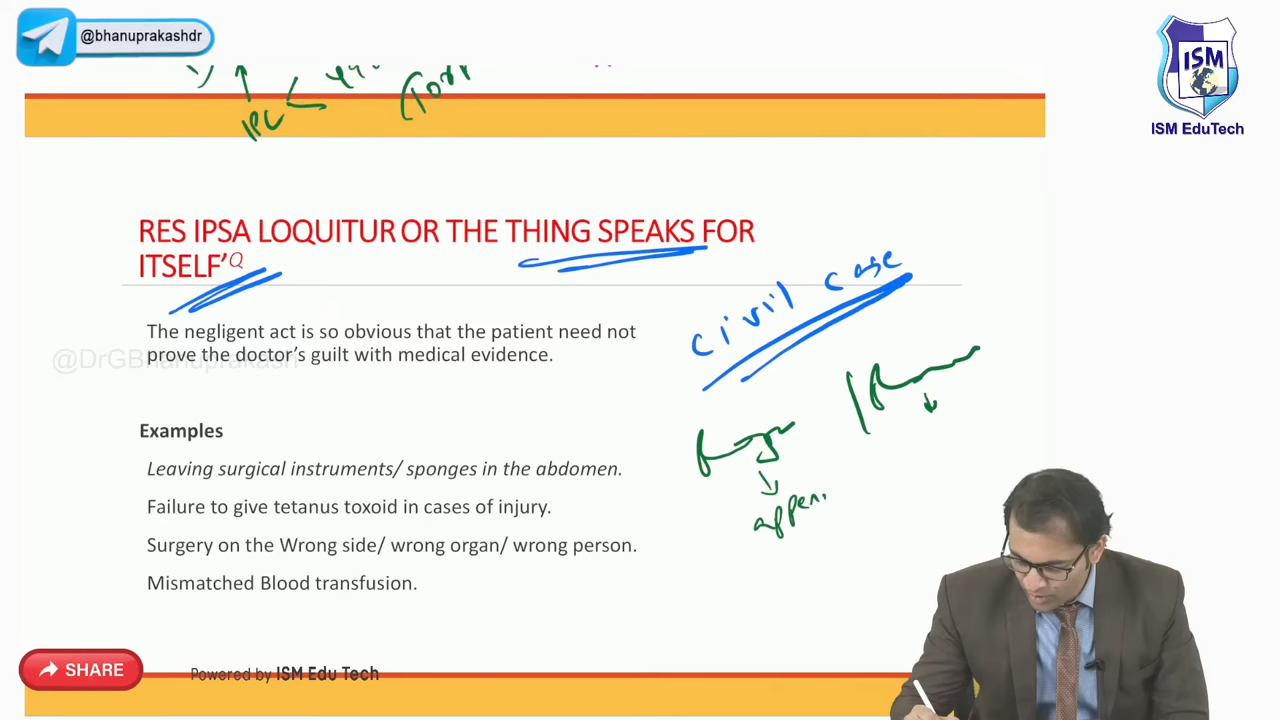 @bhanuprakashdr
ISM
ISM EduTech
IPC
RES IPSA LOQUITUR OR THE THING SPEAKS FOR
ITSELF’Q
civil case
The negligent act is so obvious that the patient need not
prove the doctor’s guilt with medical evidence.
@DrGBhanuprakash
Examples
Leaving surgical instruments/ sponges in the abdomen.
Failure to give tetanus toxoid in cases of injury.
appen.
Surgery on the Wrong side/ wrong organ/ wrong person.
Mismatched Blood transfusion.
SHARE
Powered by ISM Edu Tech